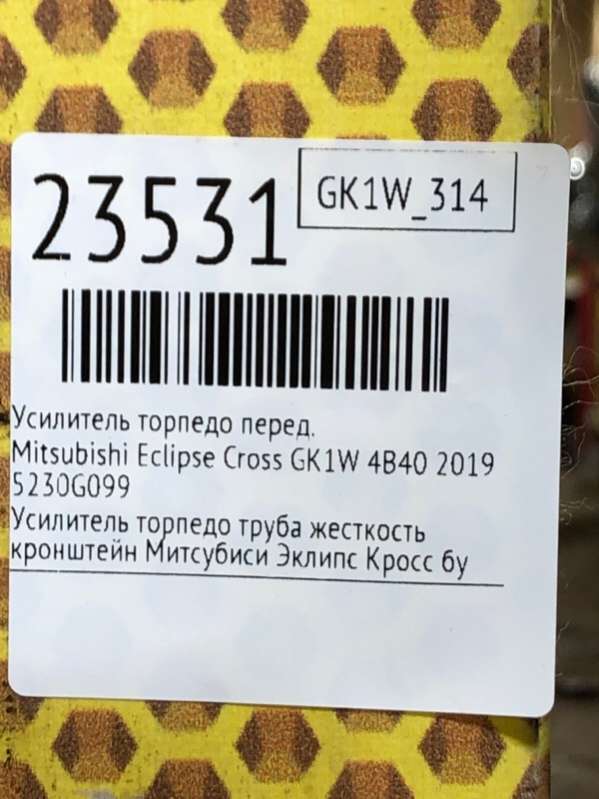 23531
GK1W_314
Усилитель торпедо перед.
Mitsubishi Eclipse Cross GK1W 4B40 2019
5230G099
Усилитель торпедо труба жесткость
кронштейн Митсубиси Эклипс Кросс бу